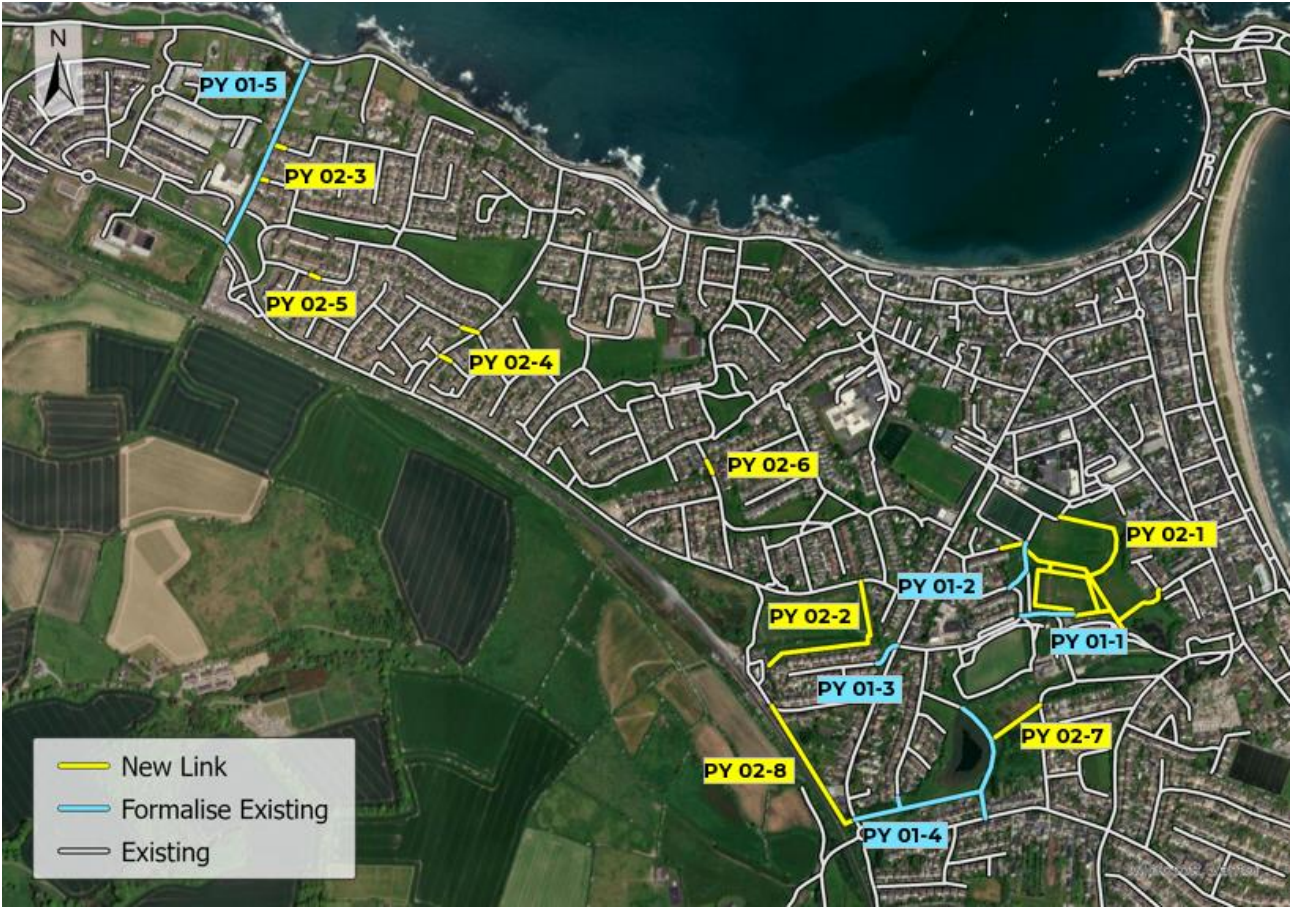 N
PY 01-5
PY 02-3
PY 02-5
PY 02-4
PY 02-6
PY 02-1
PY 01-2
PY 02-2
PY 01-1
PY 01-3
PY 02-7
PY 02-8
PY 01-4
New Link
Formalise Existing
Existing